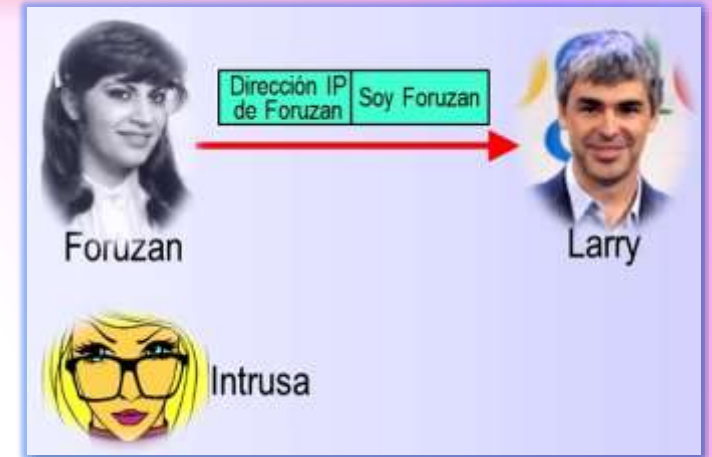 Dirección IP
de Foruzan
Soy Foruzan
Foruzan
Larry
Intrusa